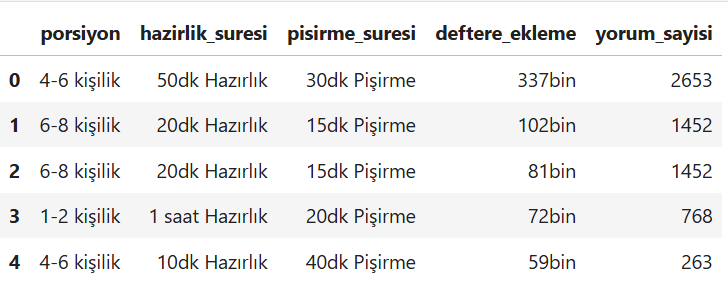 porsiyon hazirlik_suresi pisirme_suresi deftere_ekleme yorum_sayisi
0 4-6 kişilik 50dk Hazırlık 30dk Pişirme 337bin 2653
1 6-8 kişilik 20dk Hazırlık 15dk Pişirme 102bin 1452
2 6-8 kişilik 20dk Hazırlık 15dk Pişirme 81bin 1452
3 1-2 kişilik 1 saat Hazırlık 20dk Pişirme 72bin 768
4 4-6 kişilik 10dk Hazırlık 40dk Pişirme 59bin 263